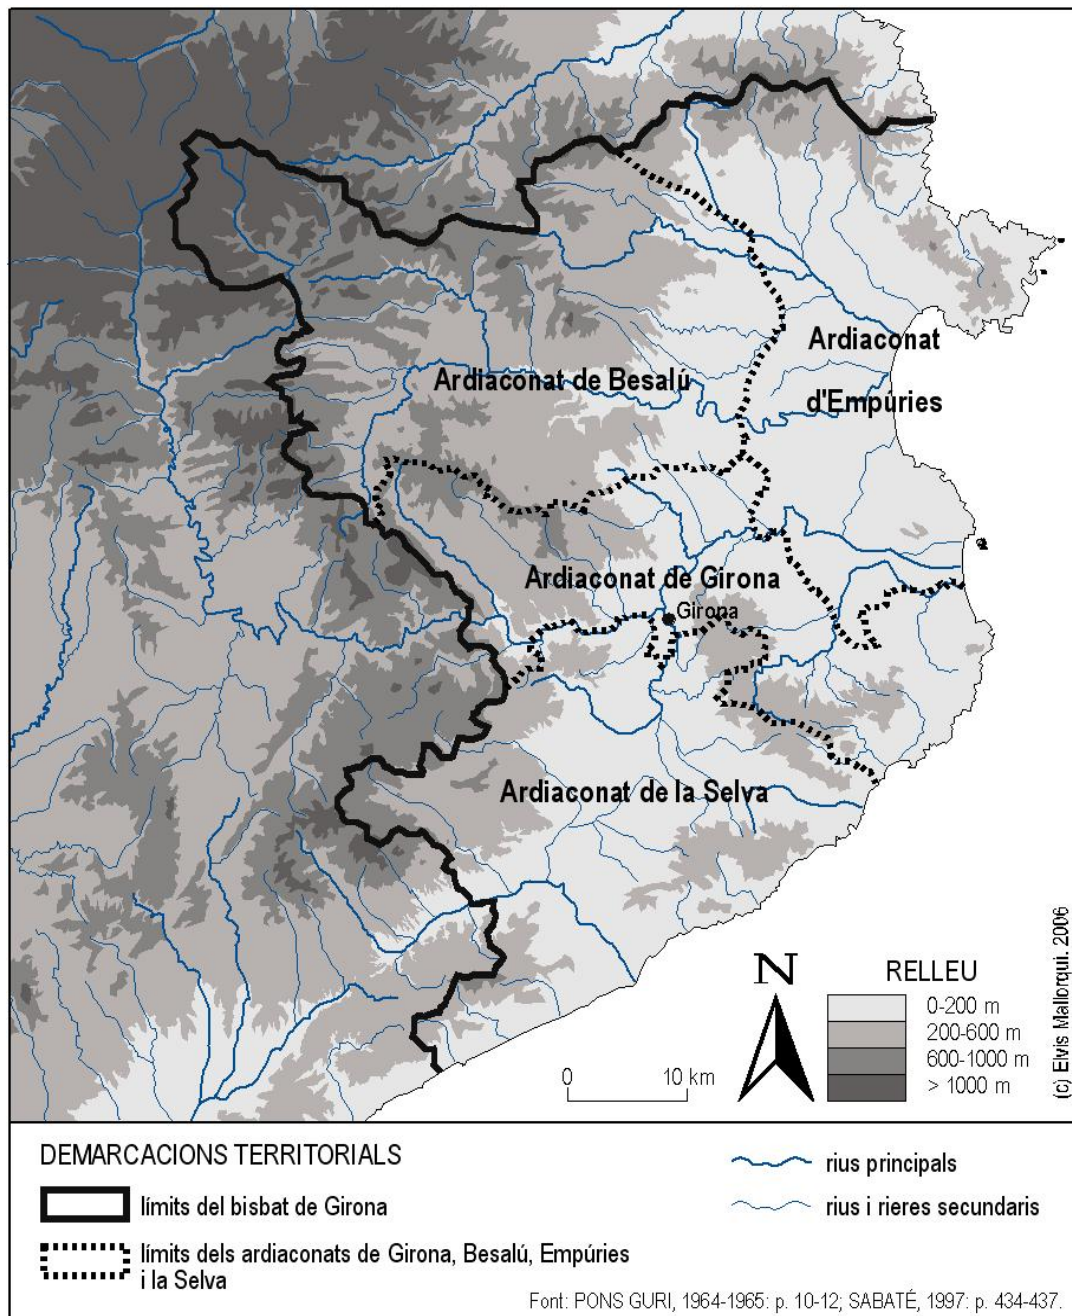 Ardiaconat
d'Empúries
Ardiaconat de Besalú
Ardiaconat de Girona
Girona
Ardiaconat de la Selva
N
0 10 km
RELLEU
0-200 m
200-600 m
600-1000 m
> 1000 m
(c) Elvis Mallorquí. 2006
DEMARCACIONS TERRITORIALS
límits del bisbat de Girona
límits dels ardiaconats de Girona, Besalú, Empúries
i la Selva
rius principals
rius i rieres secundaris
Font: PONS GURI, 1964-1965: p. 10-12; SABATÉ, 1997: p. 434-437.